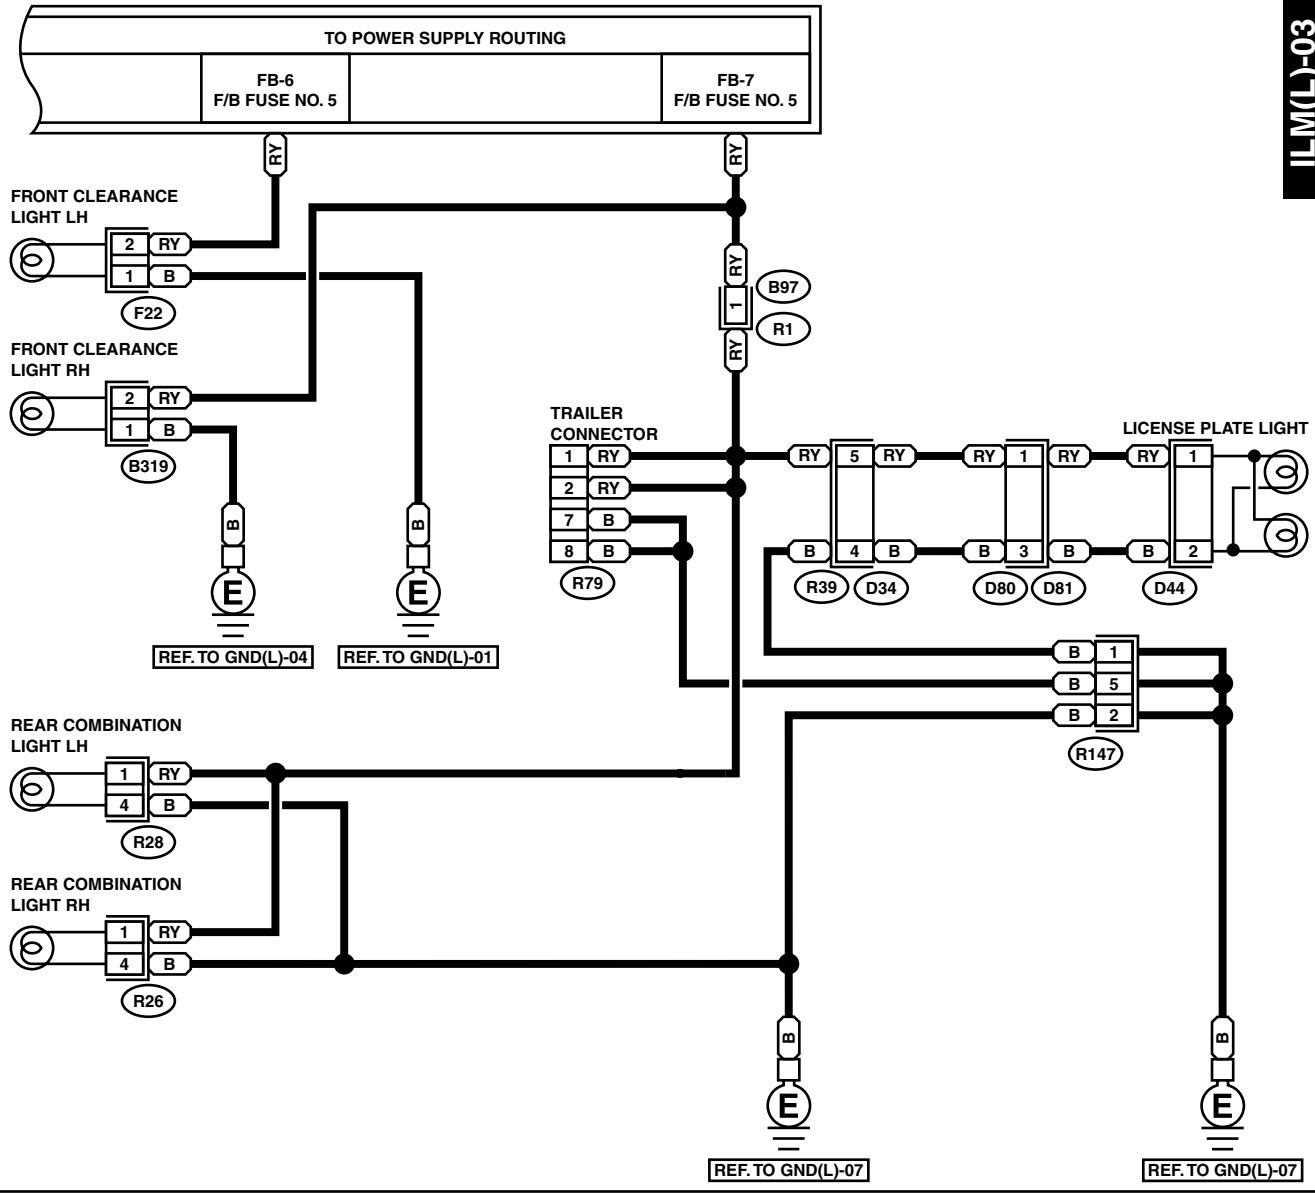 ILM(L)-03
TO POWER SUPPLY ROUTING
FB-6
F/B FUSE NO. 5
FB-7
F/B FUSE NO. 5
RY
RY
FRONT CLEARANCE
LIGHT LH
2 RY
1 B
F22
RY
1
RY
B97
R1
FRONT CLEARANCE
LIGHT RH
2 RY
1 B
B319
B
B
E
E
REF. TO GND(L)-04
REF. TO GND(L)-01
TRAILER
CONNECTOR
1 RY
2 RY
7 B
8 B
R79
LICENSE PLATE LIGHT
RY 5 RY RY 1 RY RY 1
B 4 B B 3 B B 2
R39 D34 D80 D81 D44
B 1
B 5
B 2
R147
REAR COMBINATION
LIGHT LH
1 RY
4 B
R28
REAR COMBINATION
LIGHT RH
1 RY
4 B
R26
B
B
E
E
REF. TO GND(L)-07
REF. TO GND(L)-07